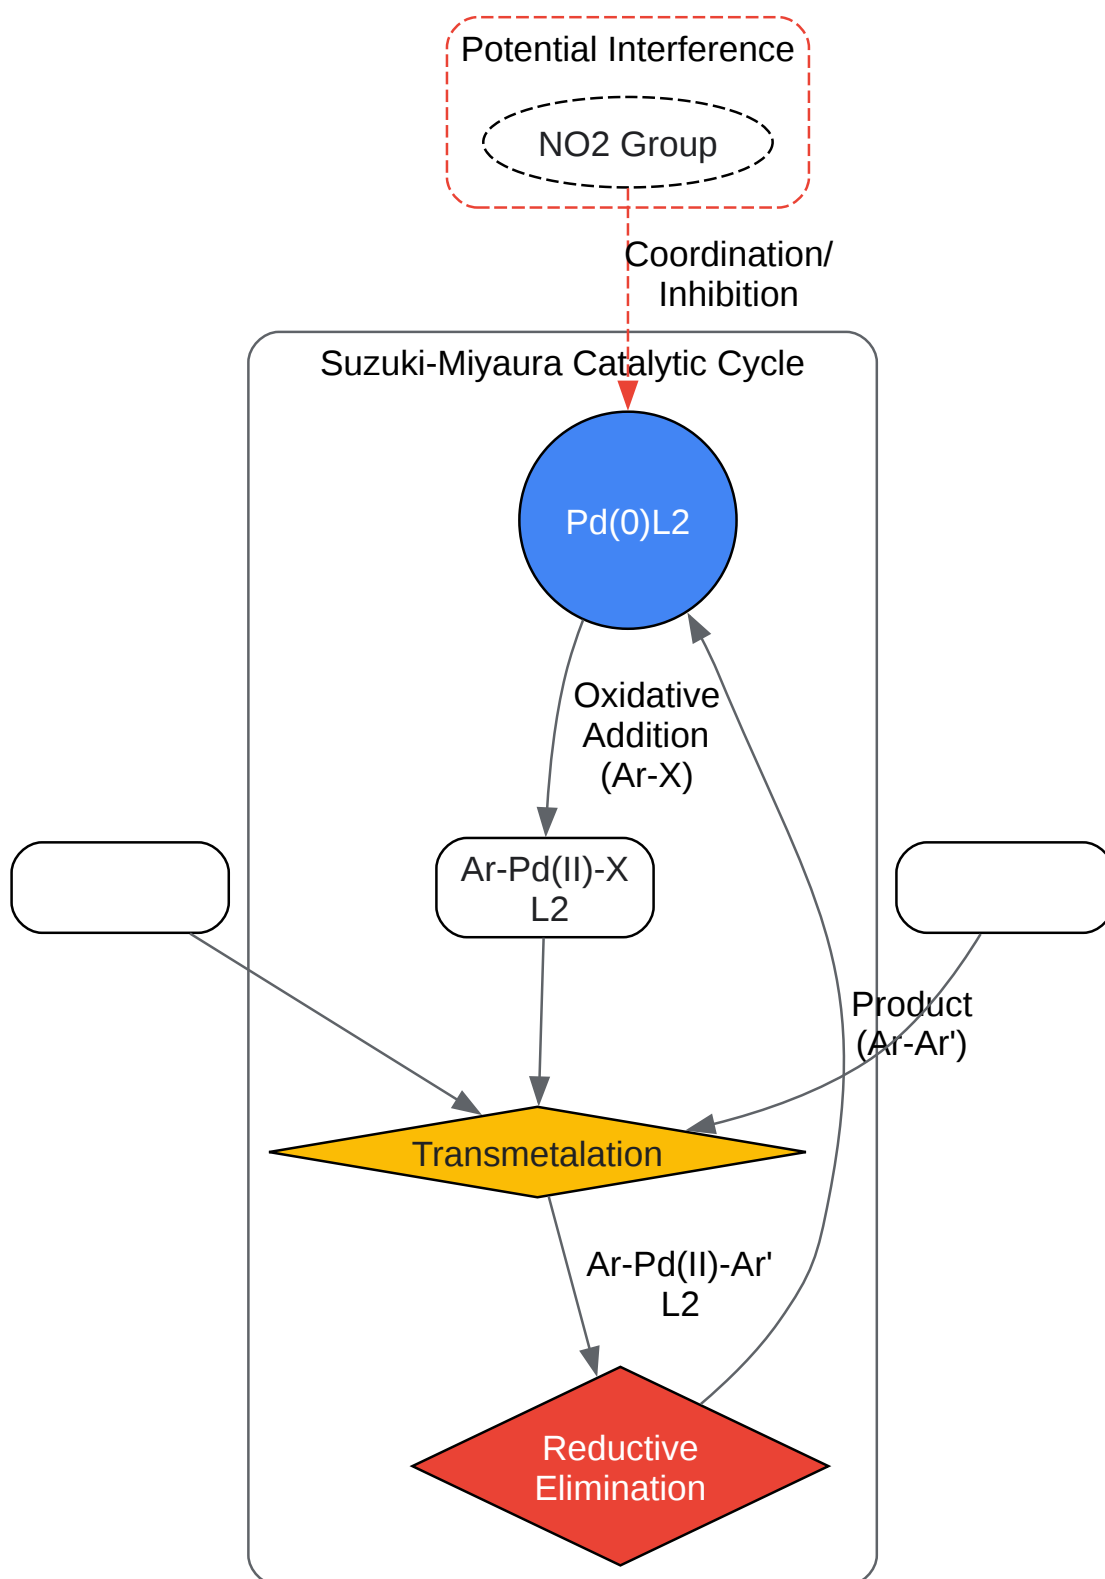 Potential Interference
NO2 Group
Coordination/
Inhibition
Suzuki-Miyaura Catalytic Cycle
Pd(0)L2
Oxidative
Addition
(Ar-X)
Ar-Pd(II)-X
L2
Product
(Ar-Ar')
Transmetalation
Ar-Pd(II)-Ar'
L2
Reductive
Elimination